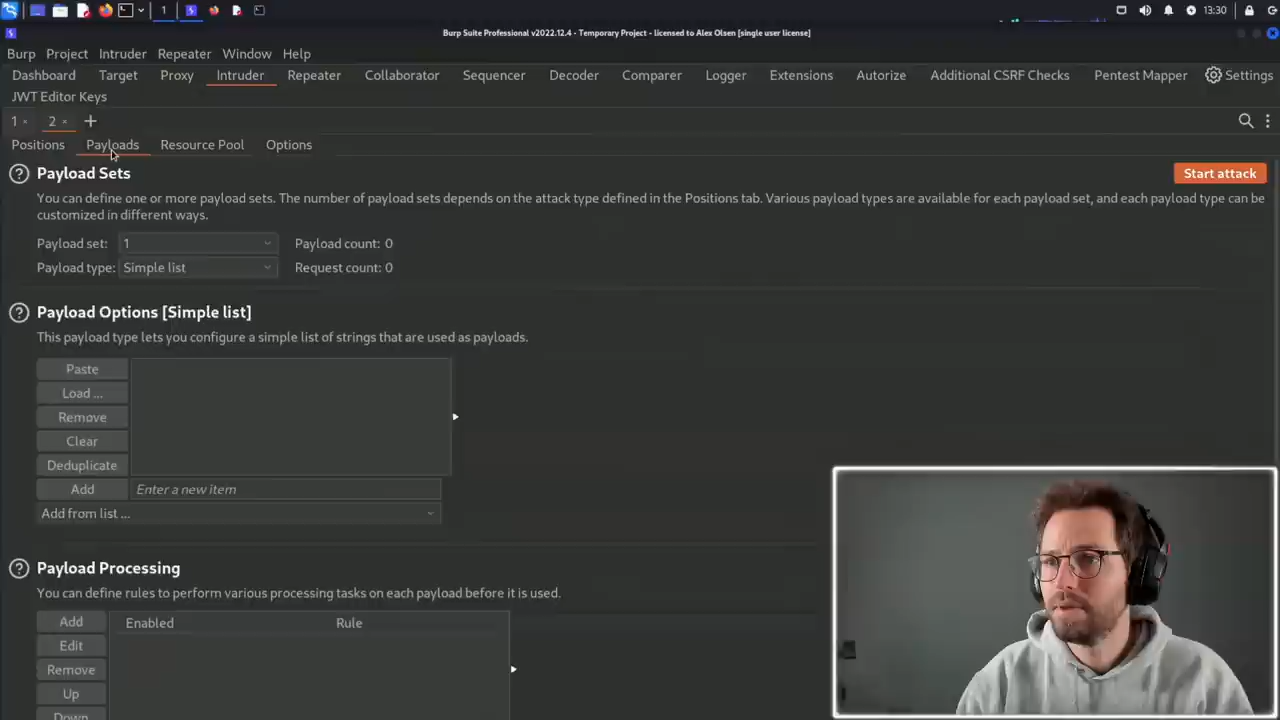 1
13:30
Burp Suite Professional v2022.12.4 - Temporary Project - licensed to Alex Olsen [single user license]
Burp Project Intruder Repeater Window Help
Dashboard Target Proxy Intruder Repeater Collaborator Sequencer Decoder Comparer Logger Extensions Autorize Additional CSRF Checks Pentest Mapper Settings
JWT Editor Keys
1 × 2 × +
Positions Payloads Resource Pool Options
? Payload Sets Start attack
You can define one or more payload sets. The number of payload sets depends on the attack type defined in the Positions tab. Various payload types are available for each payload set, and each payload type can be
customized in different ways.
Payload set: 1 Payload count: 0
Payload type: Simple list Request count: 0
? Payload Options [Simple list]
This payload type lets you configure a simple list of strings that are used as payloads.
Paste
Load ...
Remove
Clear
Deduplicate
Add Enter a new item
Add from list ...
? Payload Processing
You can define rules to perform various processing tasks on each payload before it is used.
Add Enabled Rule
Edit
Remove
Up
Down